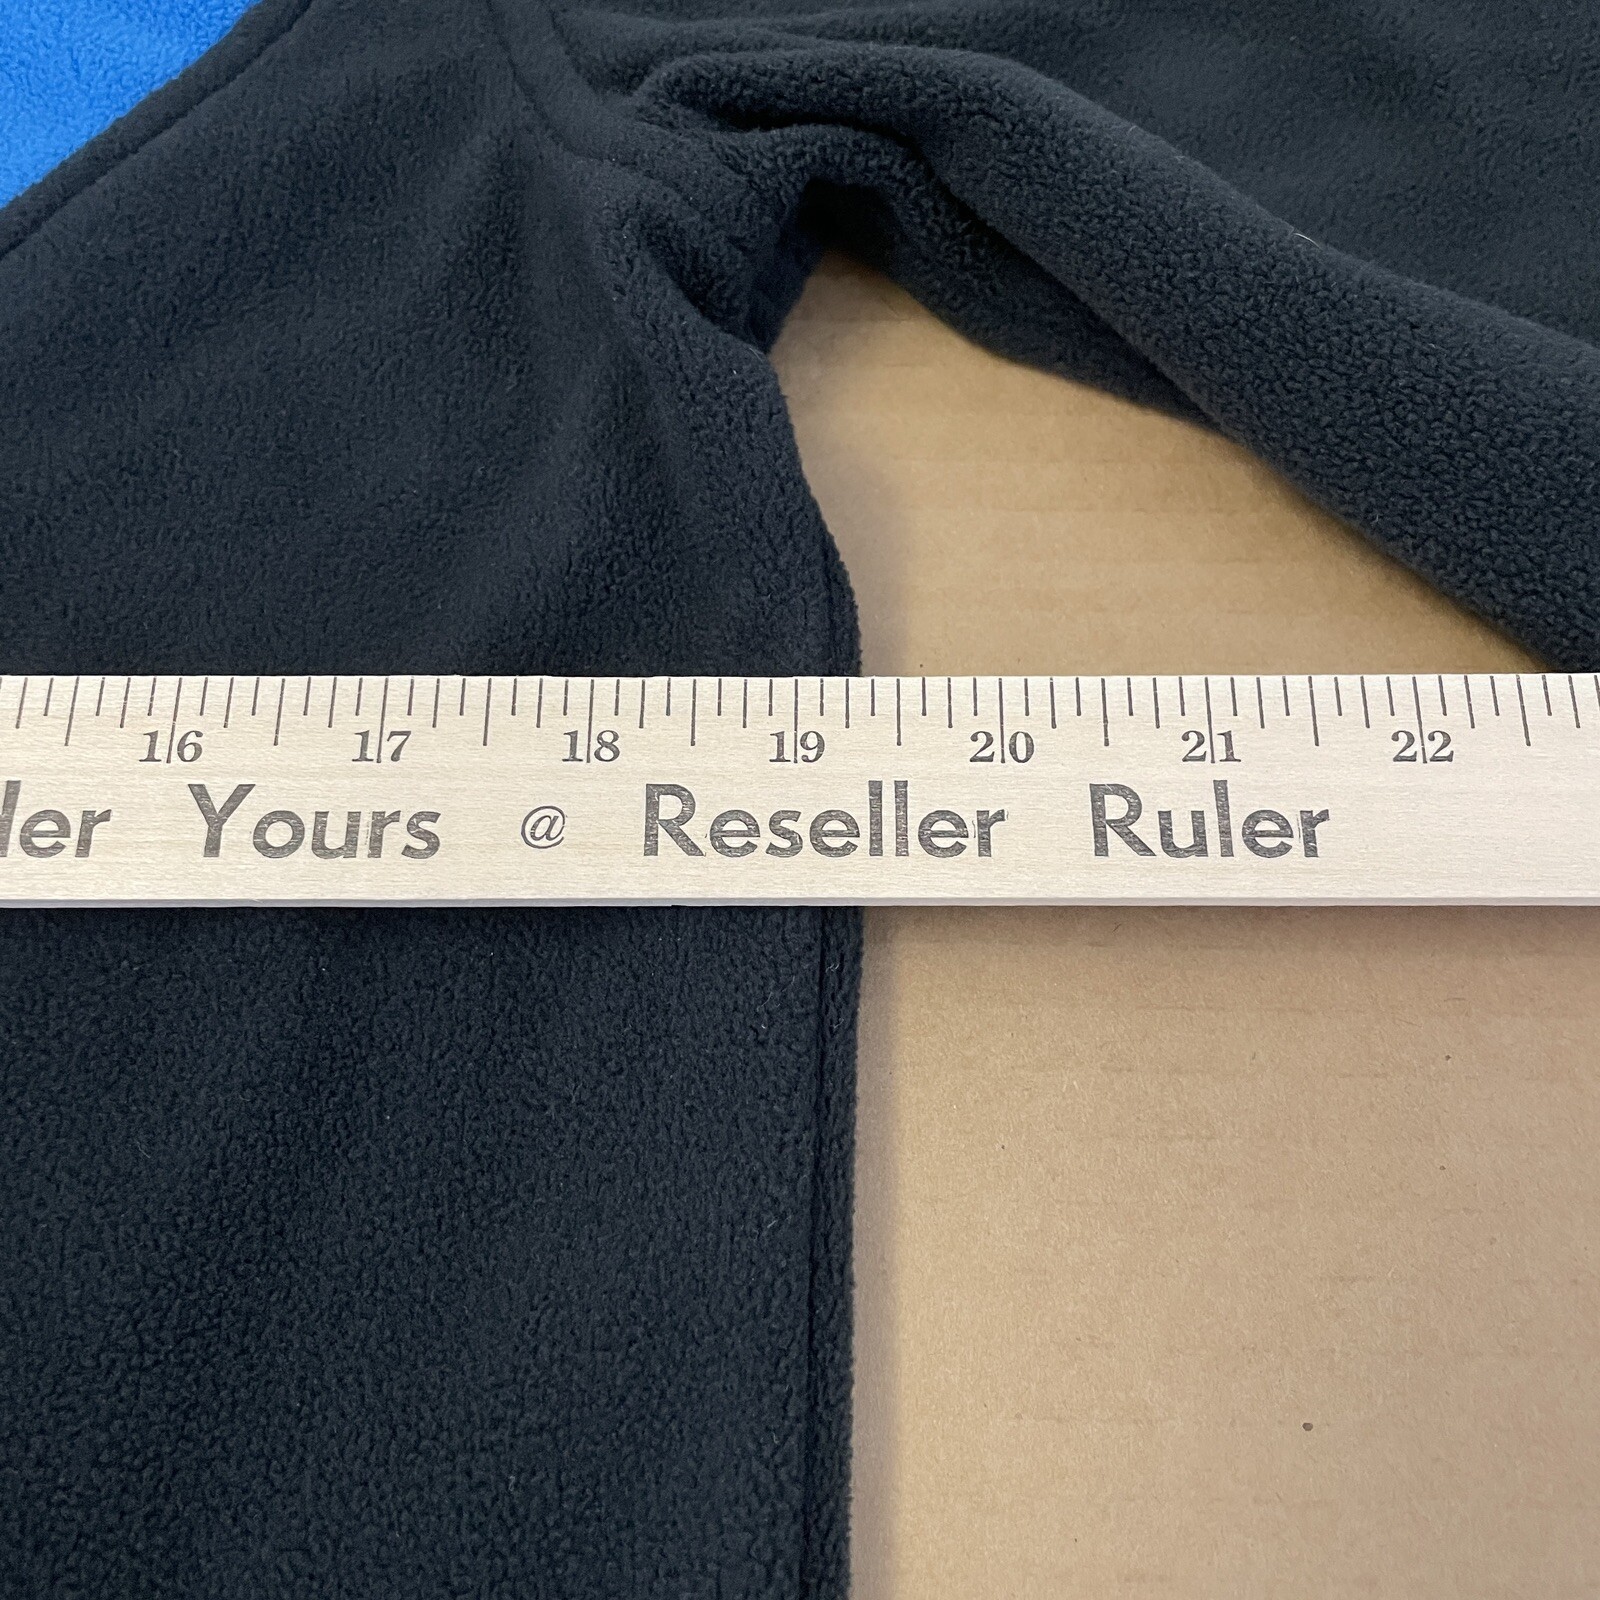 16 17 18 19 20 21 22
der Yours @ Reseller Ruler